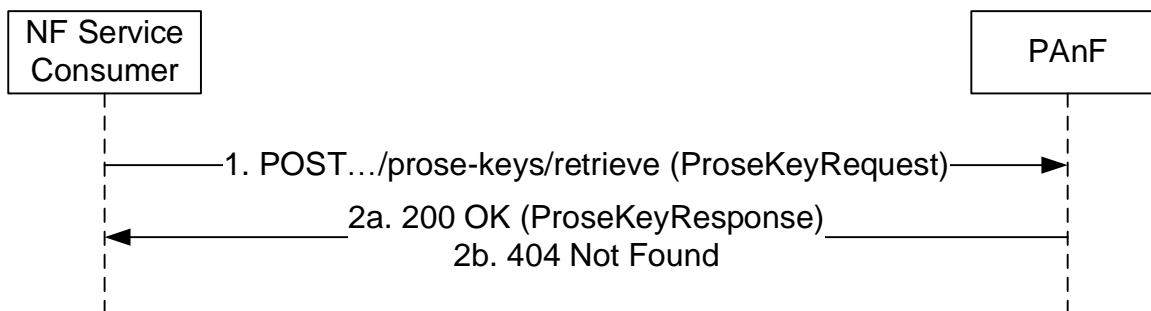 NF Service
Consumer
PAnF
1. POST…/prose-keys/retrieve (ProseKeyRequest)
2a. 200 OK (ProseKeyResponse)
2b. 404 Not Found